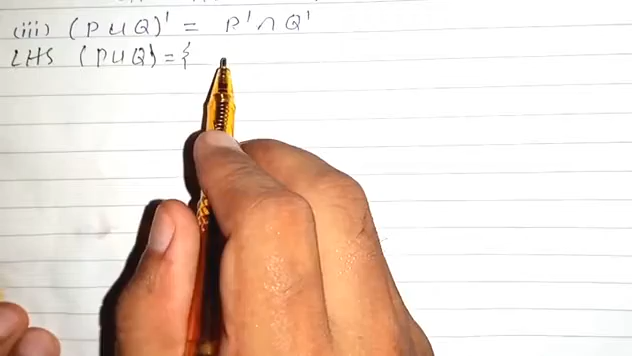 (iii) (P∪Q)' = P'∩Q'
LHS (P∪Q) = {